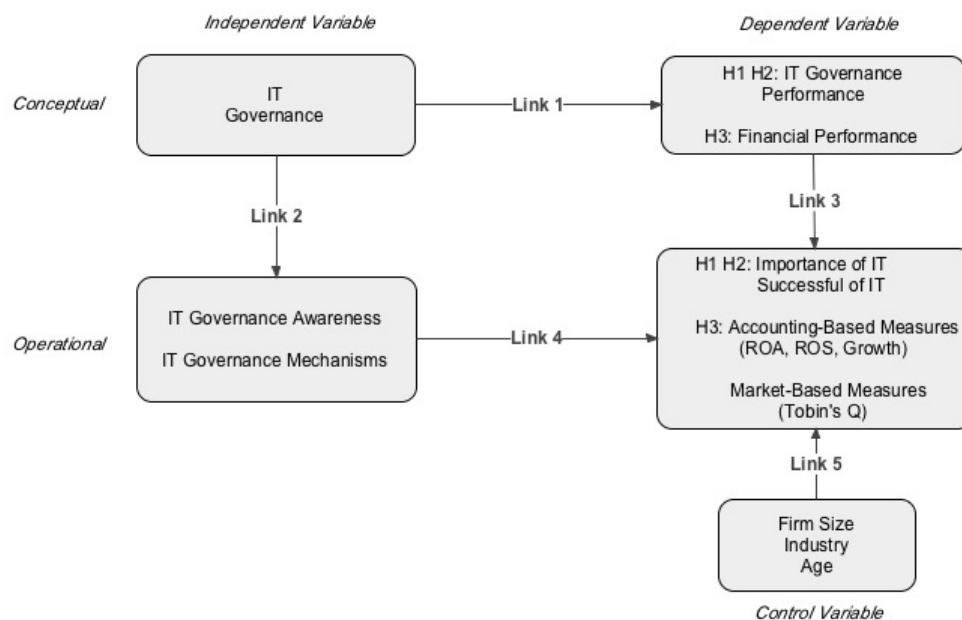 Independent Variable
Dependent Variable
Conceptual
IT
Governance
Link 1
H1 H2: IT Governance
Performance
H3: Financial Performance
Link 2
Link 3
Operational
IT Governance Awareness
IT Governance Mechanisms
Link 4
H1 H2: Importance of IT
Successful of IT
H3: Accounting-Based Measures
(ROA, ROS, Growth)
Market-Based Measures
(Tobin's Q)
Link 5
Firm Size
Industry
Age
Control Variable